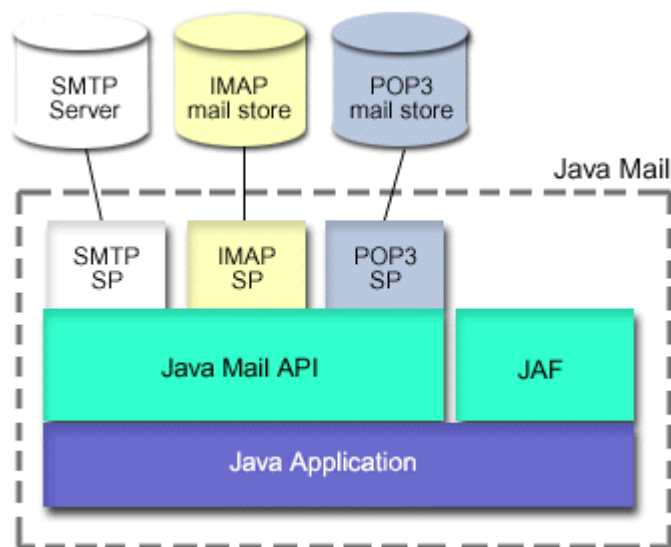 SMTP
Server
IMAP
mail store
POP3
mail store
Java Mail
SMTP
SP
IMAP
SP
POP3
SP
Java Mail API
JAF
Java Application